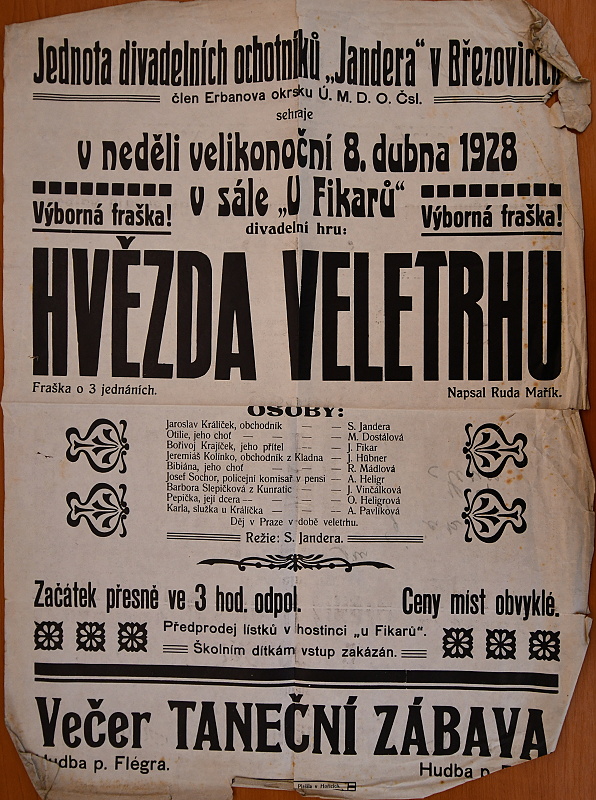 Jednota divadelních ochotníků „Jandera" v Březovicích
člen Erbanova okrsku Ú. M. D. O. Čsl.
sehraje
v neděli velikonoční 8. dubna 1928
v sále „U Fikarů"
Výborná fraška!
Výborná fraška!
divadelní hru:
HVĚZDA VELETRHU
Fraška o 3 jednáních.
Napsal Ruda Mařík.
OSOBY:
Jaroslav Králíček, obchodník — S. Jandera
Otilie, jeho choť — — M. Dostálová
Bořivoj Krajíček, jeho přítel — J. Fikar
Jeremiáš Kolínko, obchodník z Kladna — J. Hübner
Bibiána, jeho choť — — R. Mádlová
Josef Sochor, policejní komisař v pensi — A. Heligr
Barbora Slepičková z Kunratic — J. Vinčálková
Pepička, její dcera — — O. Heligrová
Karla, služka u Králíčka — — A. Pavlíková
Děj v Praze v době veletrhu.
Režie: S. Jandera.
Začátek přesně ve 3 hod. odpol.
Ceny míst obvyklé.
Předprodej lístků v hostinci „u Fikarů".
Školním dítkám vstup zakázán.
Večer TANEČNÍ ZÁBAVA
Hudba p. Flégra.
Hudba p.